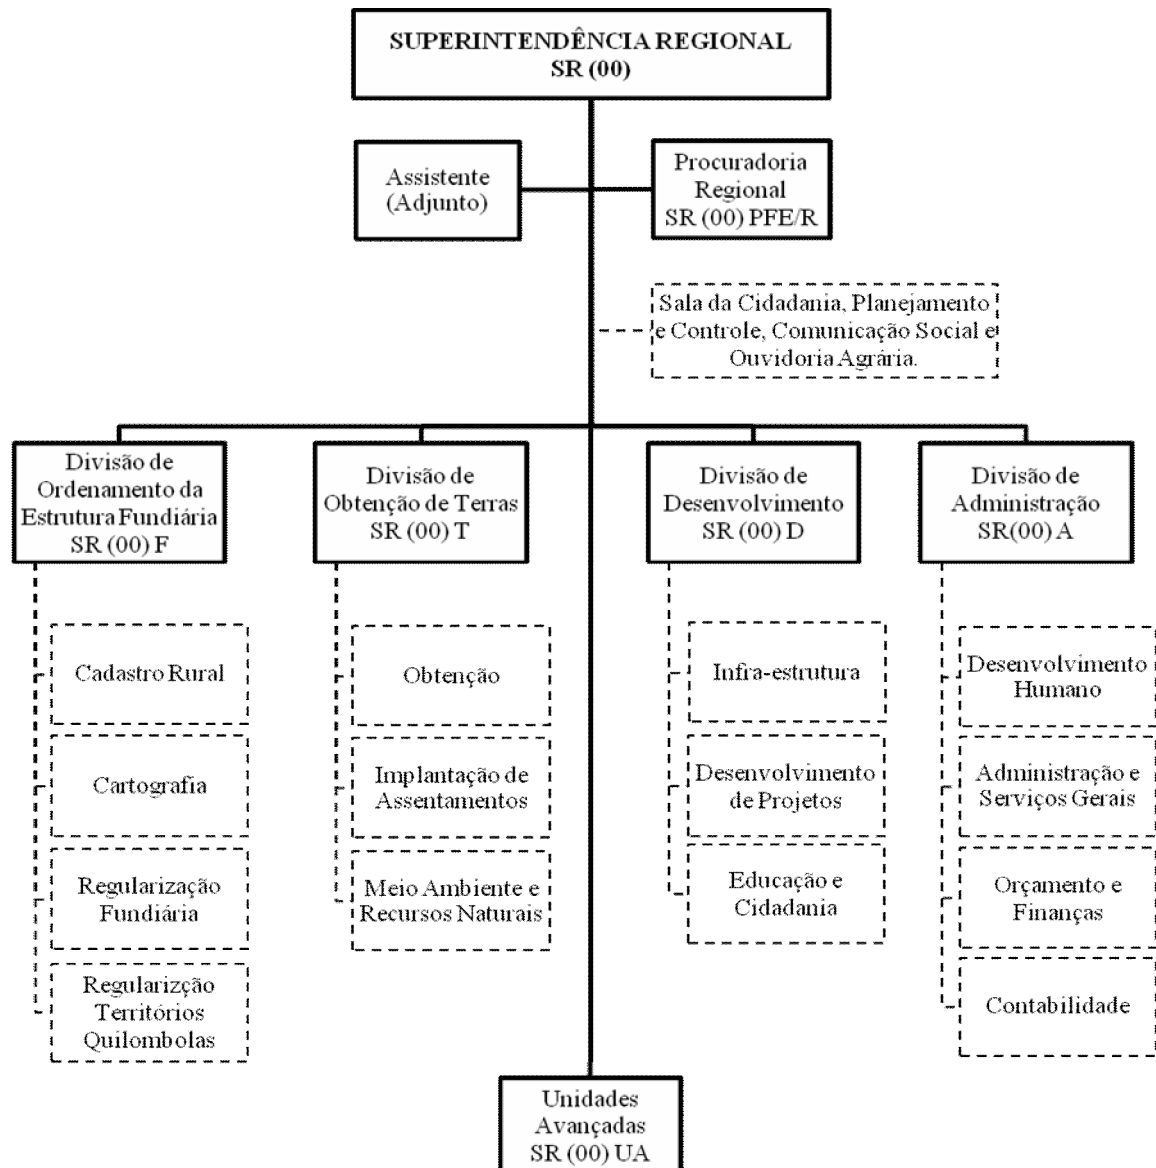 SUPERINTENDÊNCIA REGIONAL
SR (00)
Assistente
(Adjunto)
Procuradoria
Regional
SR (00) PFE/R
Sala da Cidadania, Planejamento
e Controle, Comunicação Social e
Ouvidoria Agrária.
Divisão de
Ordenamento da
Estrutura Fundiária
SR (00) F
Divisão de
Obtenção de Terras
SR (00) T
Divisão de
Desenvolvimento
SR (00) D
Divisão de
Administração
SR(00) A
Cadastro Rural
Cartografia
Regularização
Fundiária
Regularizção
Territórios
Quilombolas
Obtenção
Implantação de
Assentamentos
Meio Ambiente e
Recursos Naturais
Infra-estrutura
Desenvolvimento
de Projetos
Educação e
Cidadania
Desenvolvimento
Humano
Administração e
Serviços Gerais
Orçamento e
Finanças
Contabilidade
Unidades
Avançadas
SR (00) UA